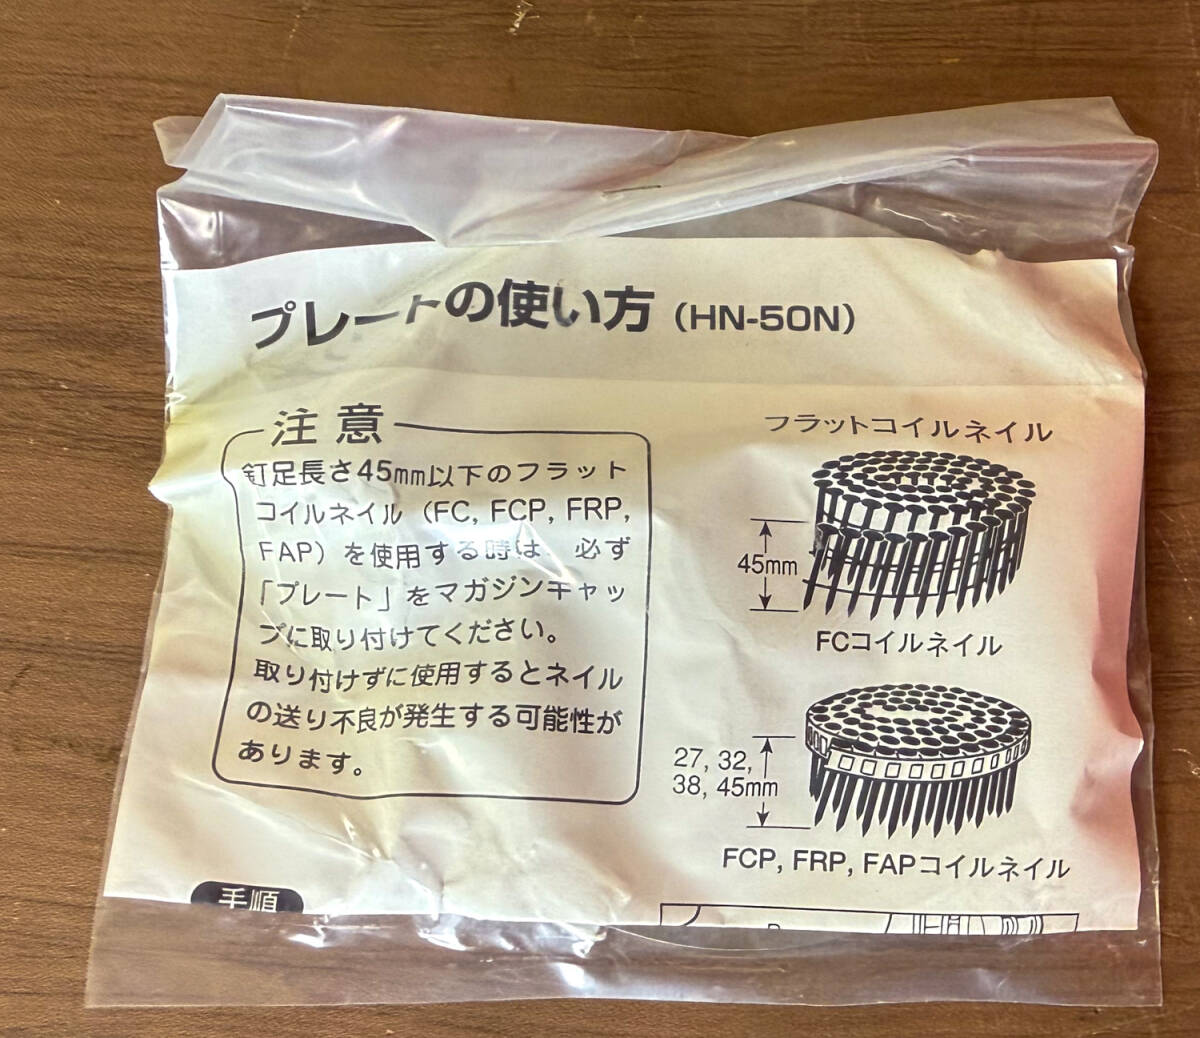 プレートの使い方（HN-50N）
注意
釘足長さ45mm以下のフラット
コイルネイル（FC, FCP, FRP,
FAP）を使用する時は、必ず
「プレート」をマガジンキャッ
プに取り付けてください。
取り付けずに使用するとネイル
の送り不良が発生する可能性が
あります。
フラットコイルネイル
45mm
FCコイルネイル
27, 32,
38, 45mm
FCP, FRP, FAPコイルネイル
手順